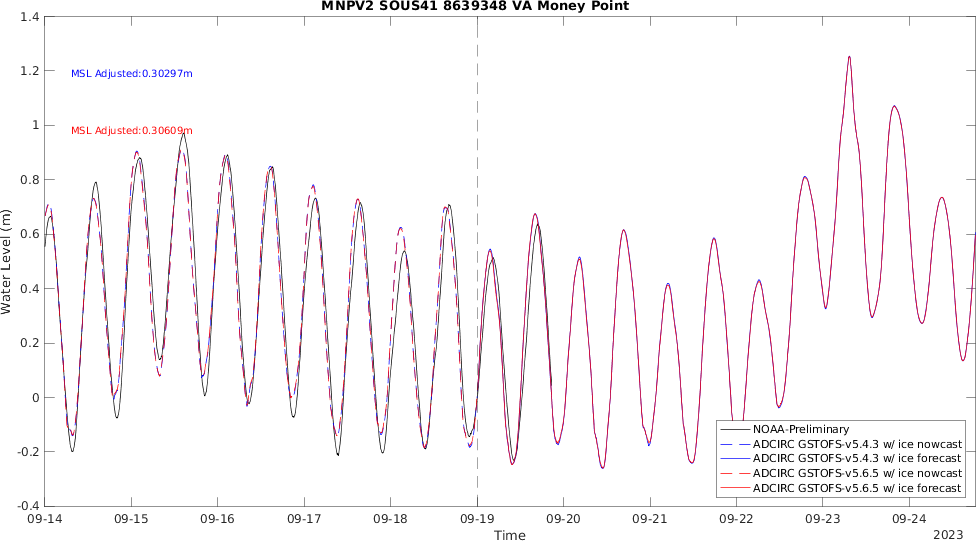 MNPV2 SOUS41 8639348 VA Money Point
1.4
1.2
1
0.8
0.6
0.4
0.2
0
-0.2
-0.4
Water Level (m)
MSL Adjusted:0.30297m
MSL Adjusted:0.30609m
NOAA-Preliminary
ADCIRC GSTOFS-v5.4.3 w/ ice nowcast
ADCIRC GSTOFS-v5.4.3 w/ ice forecast
ADCIRC GSTOFS-v5.6.5 w/ ice nowcast
ADCIRC GSTOFS-v5.6.5 w/ ice forecast
09-14 09-15 09-16 09-17 09-18 09-19 09-20 09-21 09-22 09-23 09-24
Time
2023